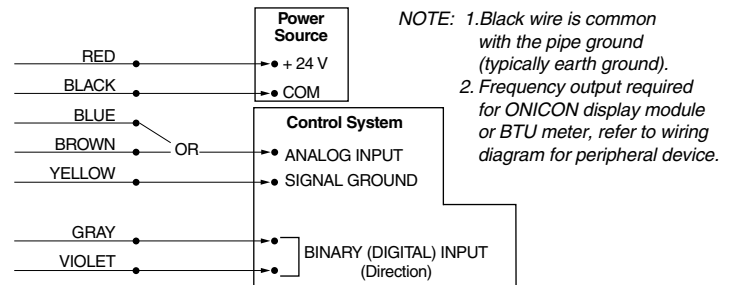 Power
Source
RED
+ 24 V
BLACK
COM
BLUE
Control System
BROWN
OR
ANALOG INPUT
YELLOW
SIGNAL GROUND
GRAY
BINARY (DIGITAL) INPUT
VIOLET
(Direction)
NOTE: 1.Black wire is common
with the pipe ground
(typically earth ground).
2. Frequency output required
for ONICON display module
or BTU meter, refer to wiring
diagram for peripheral device.